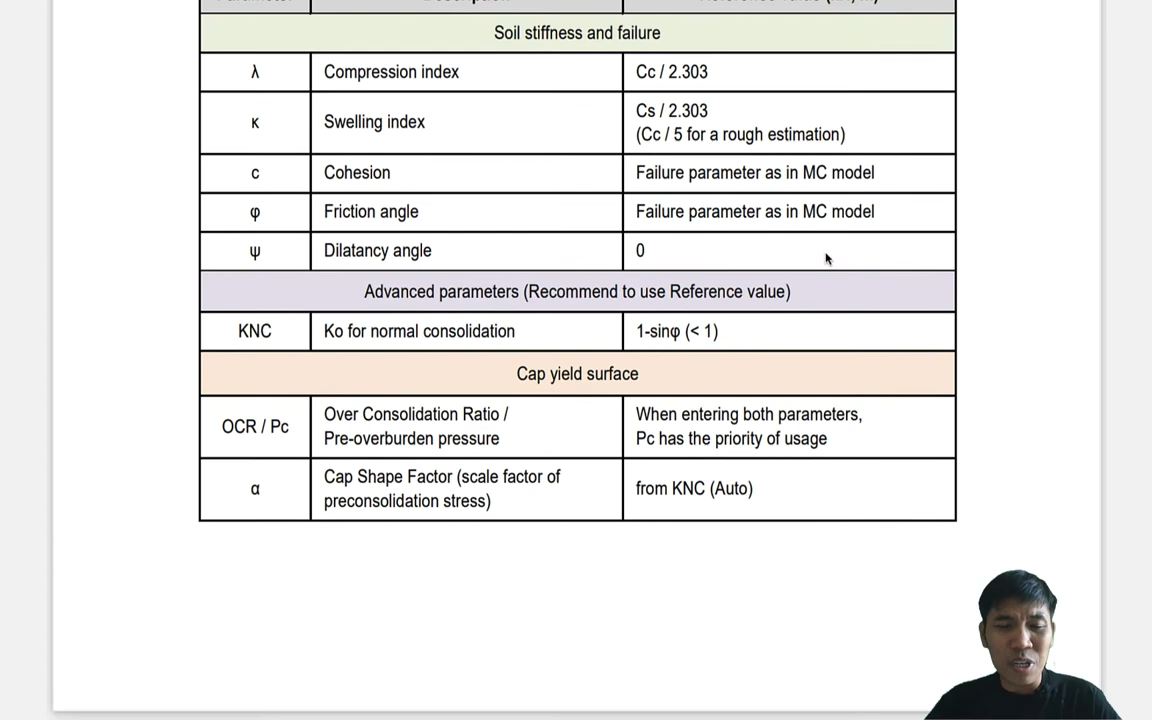 Soil stiffness and failure
λ Compression index Cc / 2.303
κ Swelling index Cs / 2.303
(Cc / 5 for a rough estimation)
c Cohesion Failure parameter as in MC model
φ Friction angle Failure parameter as in MC model
ψ Dilatancy angle 0
Advanced parameters (Recommend to use Reference value)
KNC Ko for normal consolidation 1-sinφ (< 1)
Cap yield surface
OCR / Pc Over Consolidation Ratio /
Pre-overburden pressure When entering both parameters,
Pc has the priority of usage
α Cap Shape Factor (scale factor of
preconsolidation stress) from KNC (Auto)